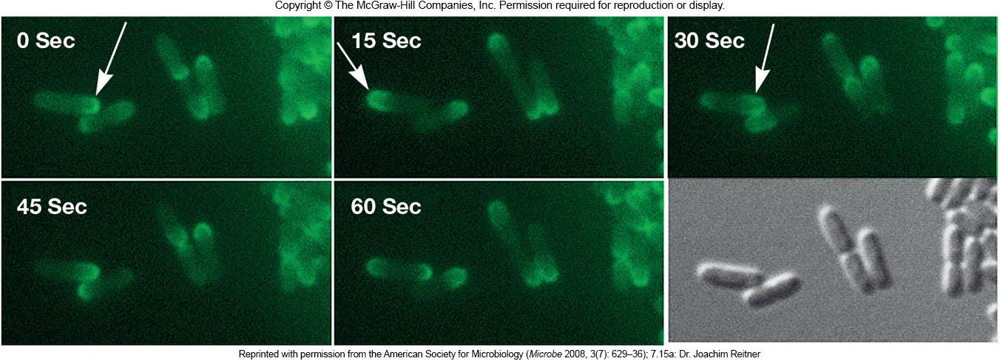 Copyright © The McGraw-Hill Companies, Inc. Permission required for reproduction or display.
0 Sec
15 Sec
30 Sec
45 Sec
60 Sec
Reprinted with permission from the American Society for Microbiology (Microbe 2008, 3(7): 629–36); 7.15a: Dr. Joachim Reitner